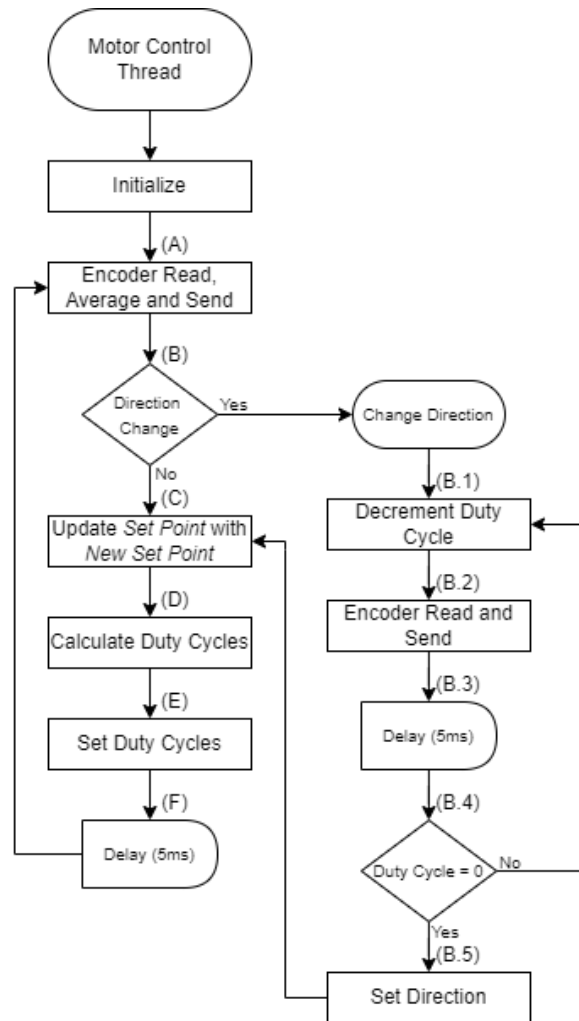 Motor Control
Thread
Initialize
(A)
Encoder Read,
Average and Send
(B)
Direction
Change
Yes
No
Change Direction
(B.1)
Decrement Duty
Cycle
(B.2)
Encoder Read and
Send
(B.3)
Delay (5ms)
(B.4)
Duty Cycle = 0
No
Yes
(B.5)
Set Direction
(C)
Update Set Point with
New Set Point
(D)
Calculate Duty Cycles
(E)
Set Duty Cycles
(F)
Delay (5ms)